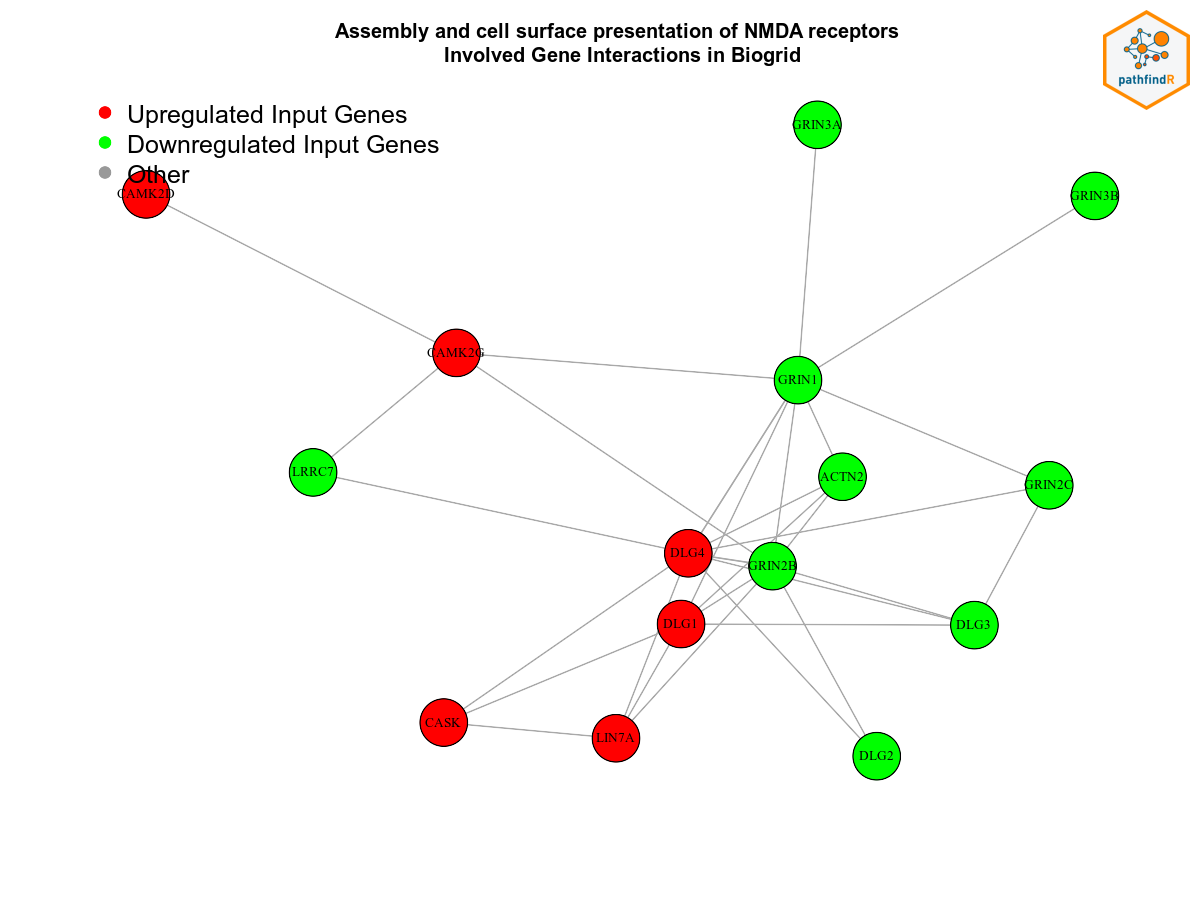 Assembly and cell surface presentation of NMDA receptors
Involved Gene Interactions in Biogrid
pathfindR
Upregulated Input Genes
Downregulated Input Genes
Other
GRIN3A
CAMK2D
GRIN3B
CAMK2G
GRIN1
LRRC7
ACTN2
GRIN2C
DLG4
GRIN2B
DLG1
DLG3
CASK
LIN7A
DLG2